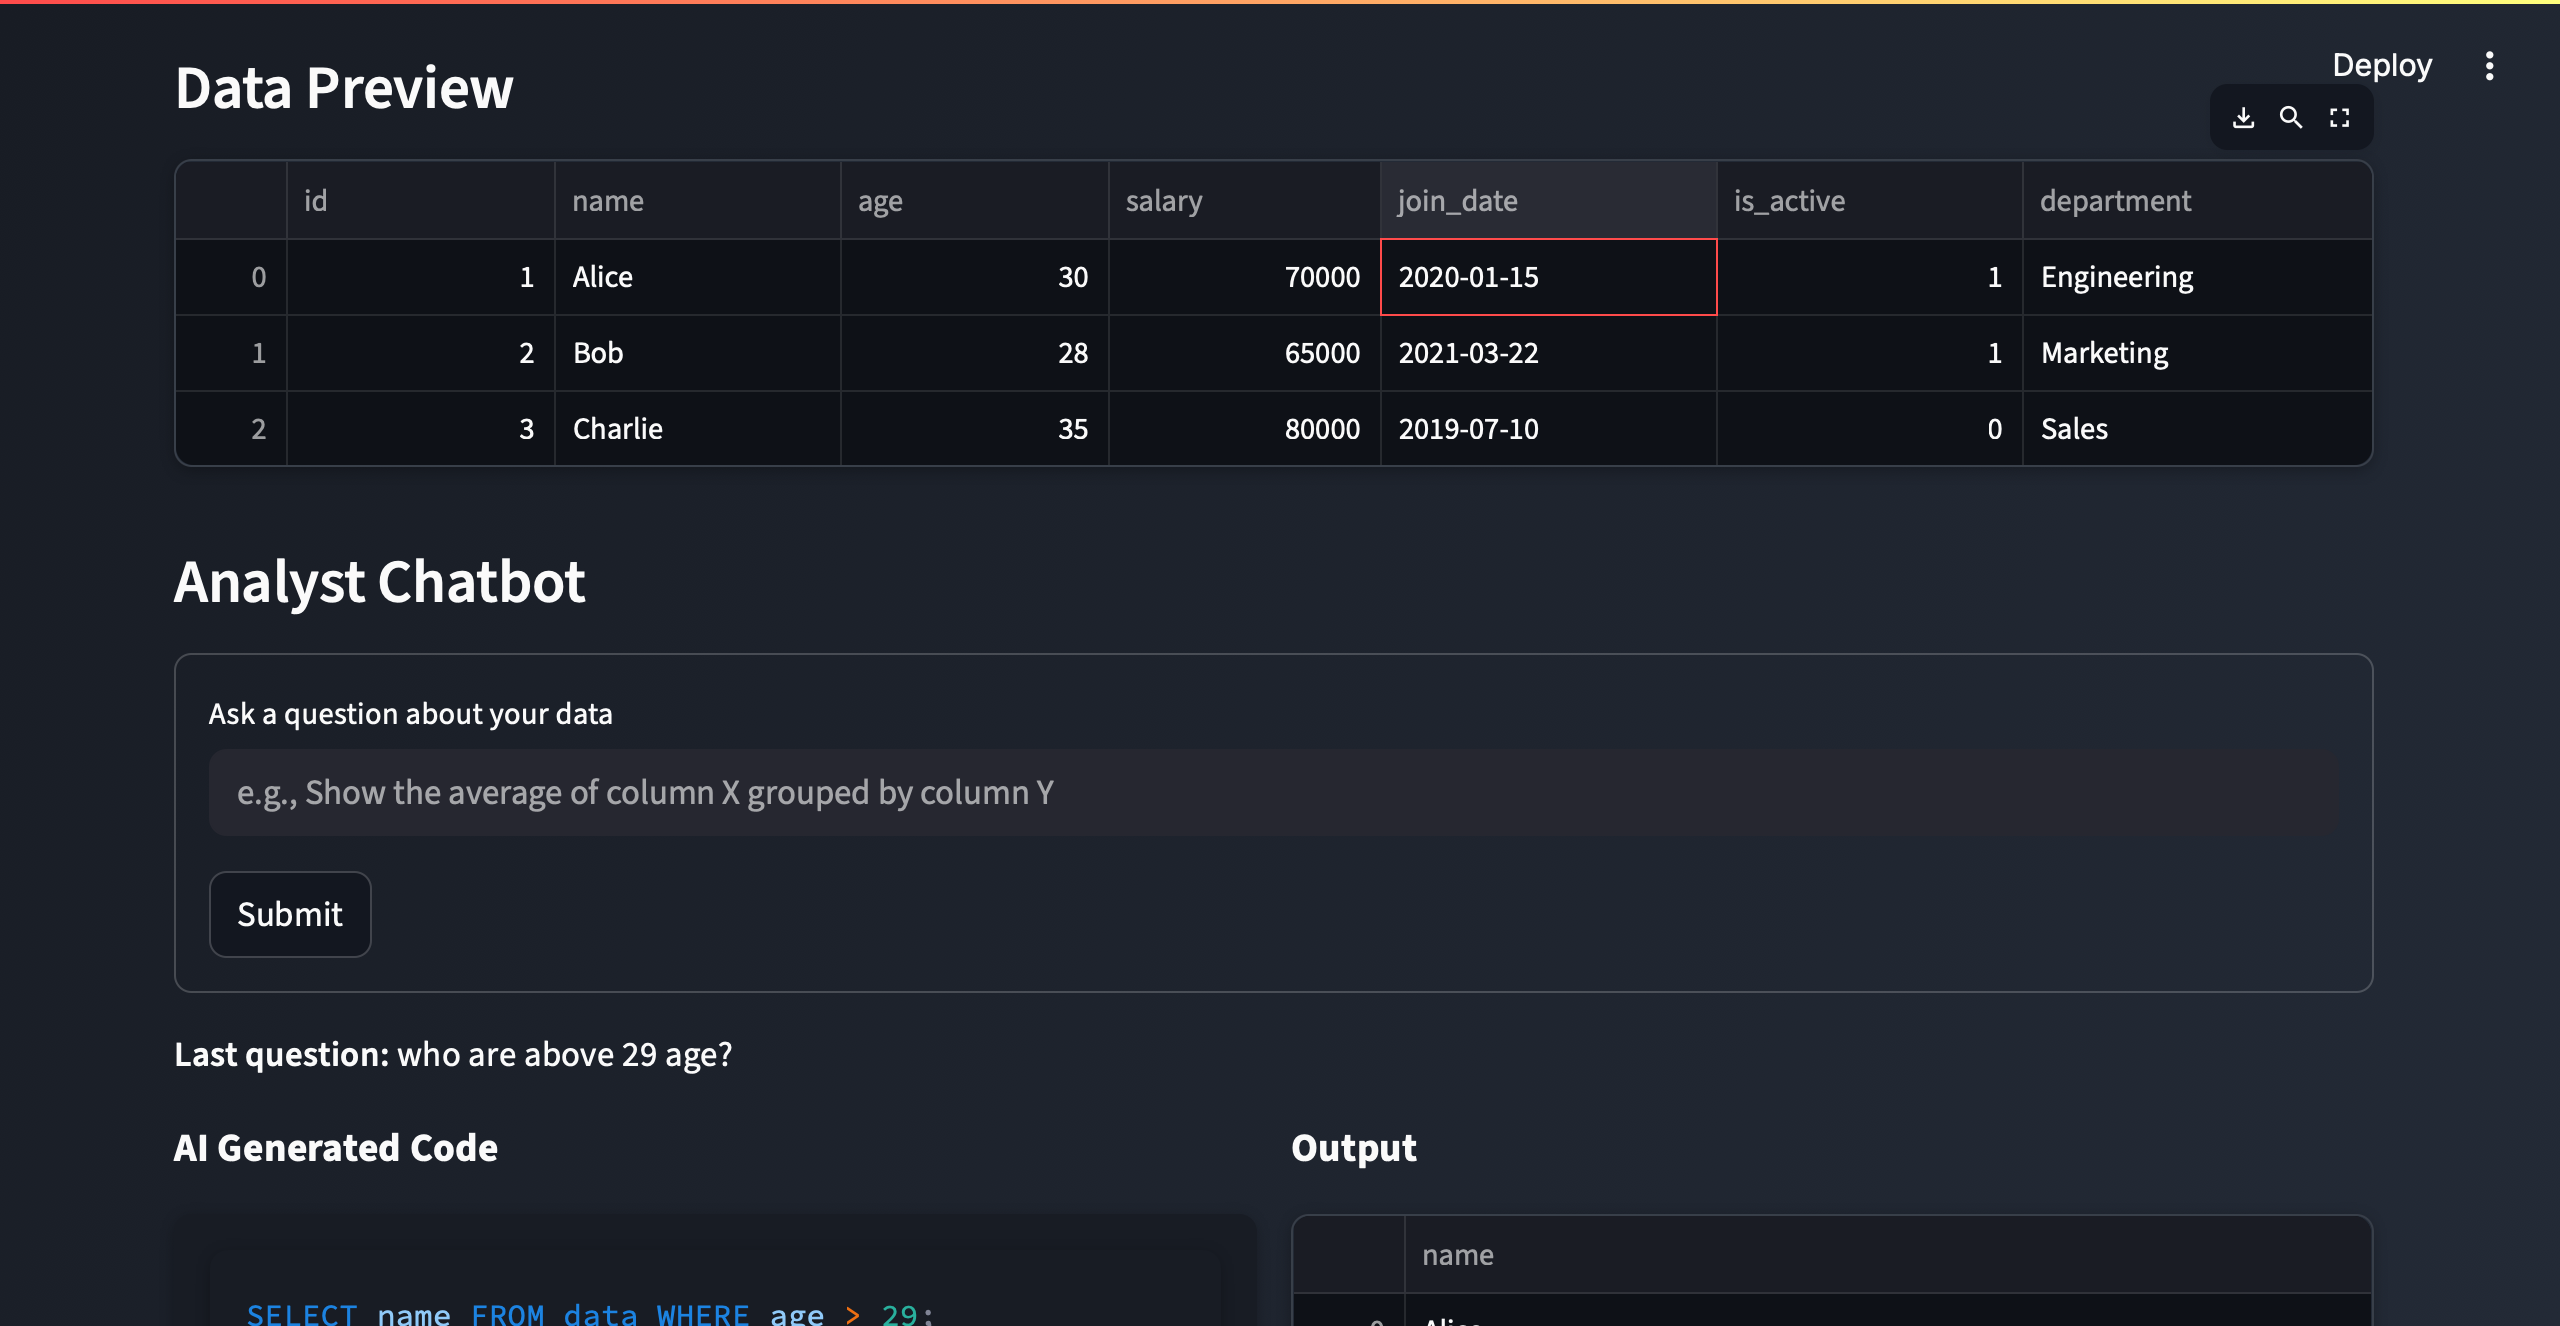 Deploy
Data Preview
id name age salary join_date is_active department
0 1 Alice 30 70000 2020-01-15 1 Engineering
1 2 Bob 28 65000 2021-03-22 1 Marketing
2 3 Charlie 35 80000 2019-07-10 0 Sales
Analyst Chatbot
Ask a question about your data
e.g., Show the average of column X grouped by column Y
Submit
Last question: who are above 29 age?
AI Generated Code
SELECT name FROM data WHERE age > 29;
Output
name
0 Alice